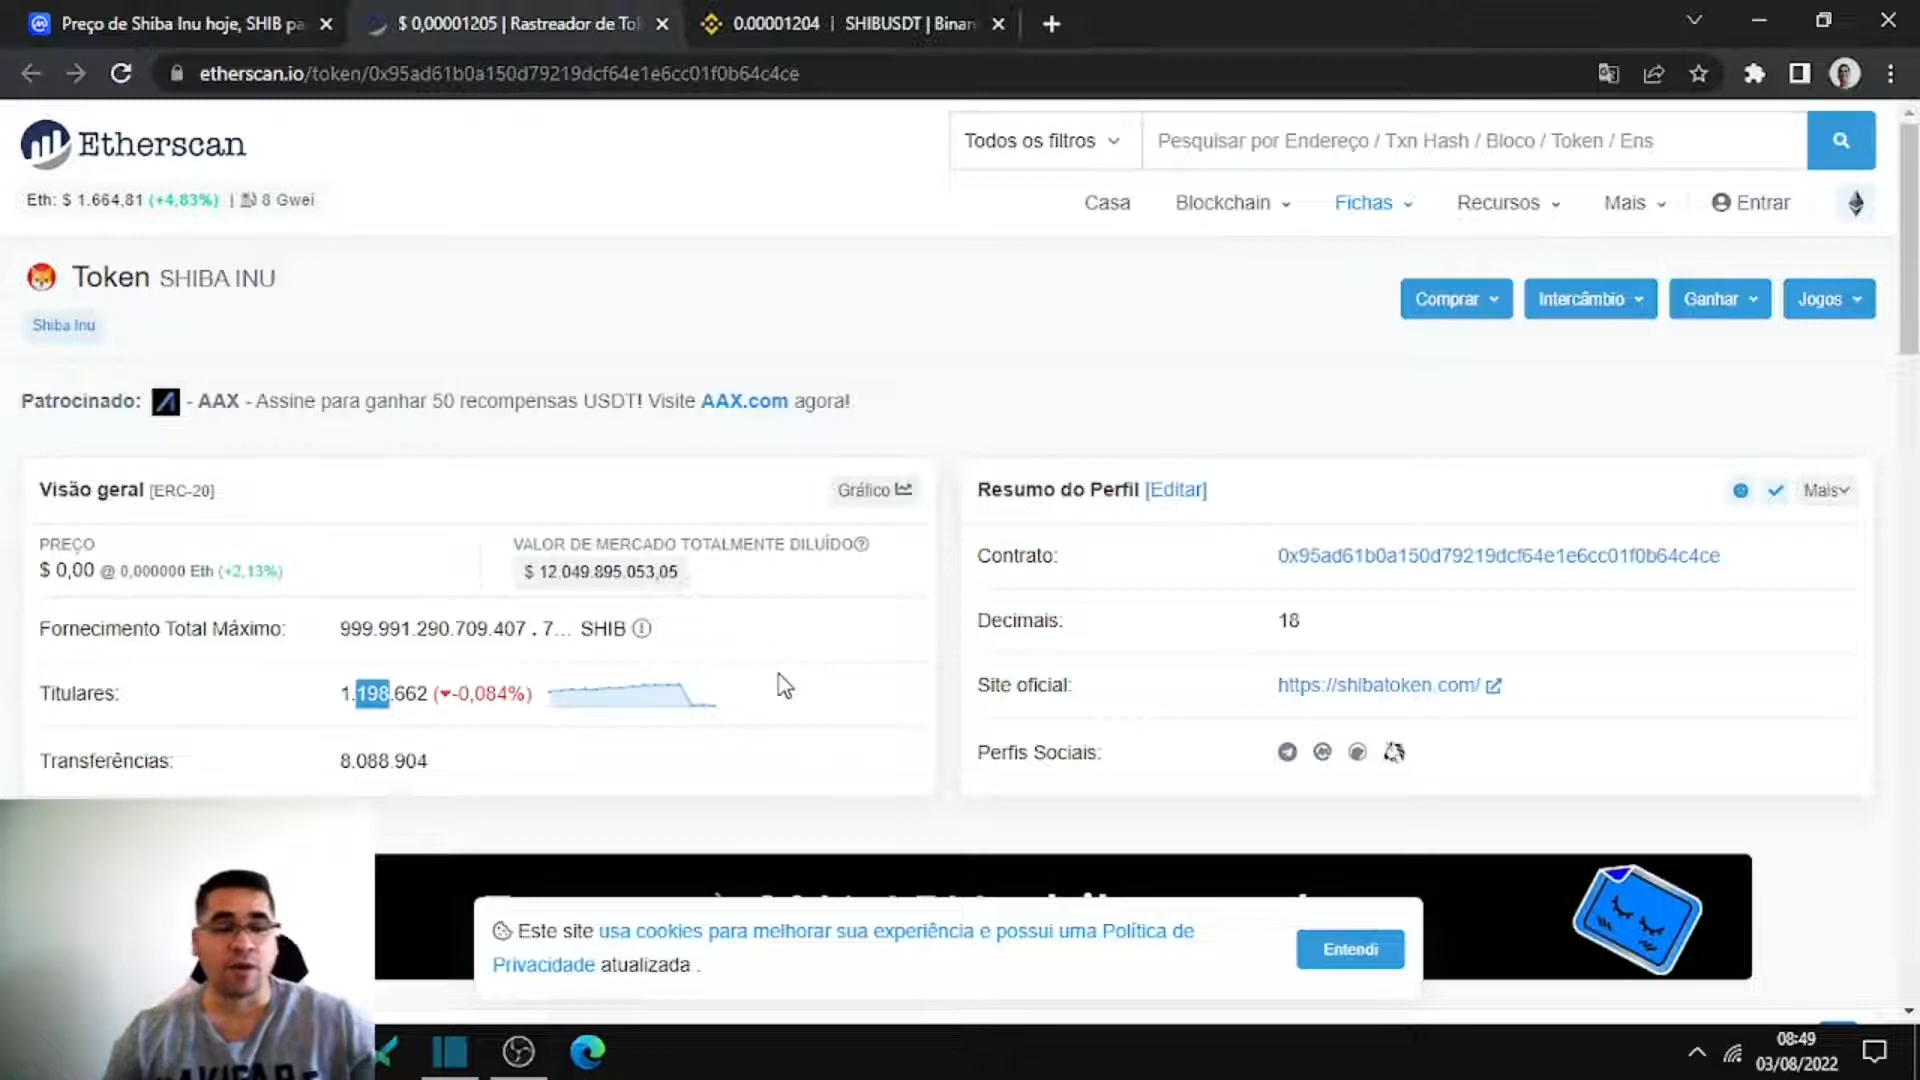 Preço de Shiba Inu hoje, SHIB pa
$ 0,00001205 | Rastreador de To
0.00001204 | SHIBUSDT | Binan
etherscan.io/token/0x95ad61b0a150d79219dcf64e1e6cc01f0b64c4ce
Etherscan
Todos os filtros
Pesquisar por Endereço / Txn Hash / Bloco / Token / Ens
Eth: $ 1.664,81 (+4,83%) | 8 Gwei
Casa Blockchain Fichas Recursos Mais Entrar
Token SHIBA INU
Shiba Inu
Comprar Intercâmbio Ganhar Jogos
Patrocinado: - AAX - Assine para ganhar 50 recompensas USDT! Visite AAX.com agora!
Visão geral [ERC-20]
Gráfico
PREÇO
$ 0,00 @ 0,000000 Eth (+2,13%)
VALOR DE MERCADO TOTALMENTE DILUÍDO
$ 12.049.895.053,05
Fornecimento Total Máximo: 999.991.290.709.407 . 7... SHIB
Titulares: 1.198.662 (-0,084%)
Transferências: 8.088.904
Resumo do Perfil [Editar]
Mais
Contrato: 0x95ad61b0a150d79219dcf64e1e6cc01f0b64c4ce
Decimais: 18
Site oficial: https://shibatoken.com/
Perfis Sociais:
Este site usa cookies para melhorar sua experiência e possui uma Política de
Privacidade atualizada .
Entendi
08:49
03/08/2022